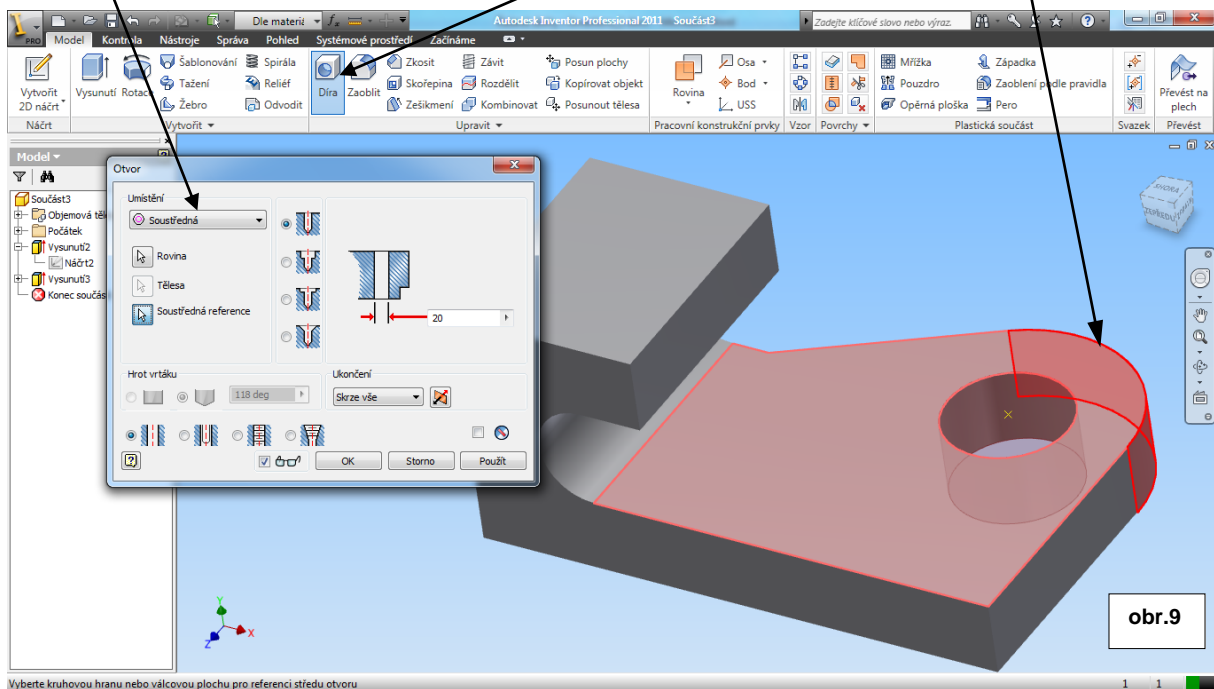 Dle materiá
Autodesk Inventor Professional 2011 Součást3
Zadejte klíčové slovo nebo výraz.
PRO Model Kontrola Nástroje Správa Pohled Systémové prostředí Začínáme
Vytvořit 2D náčrt
Vysunutí
Rotace
Šablonování
Tažení
Žebro
Spirála
Reliéf
Odvodit
Díra
Zaoblit
Zkosit
Skořepina
Zešikmení
Závit
Rozdělit
Kombinovat
Posun plochy
Kopírovat objekt
Posunout tělesa
Rovina
Osa
Bod
USS
Mřížka
Pouzdro
Opěrná ploška
Západka
Zaoblení podle pravidla
Pero
Převést na plech
Náčrt
Vytvořit
Upravit
Pracovní konstrukční prvky
Vzor
Povrchy
Plastická součást
Svazek
Převést
Model
Součást3
Objemová těl
Počátek
Vysunutí2
Náčrt2
Vysunutí3
Konec součás
Otvor
Umístění
Soustředná
Rovina
Tělesa
Soustředná reference
20
Hrot vrtáku
118 deg
Ukončení
Skrze vše
OK
Storno
Použít
Y
X
Z
obr.9
Vyberte kruhovou hranu nebo válcovou plochu pro referenci středu otvoru
1 1